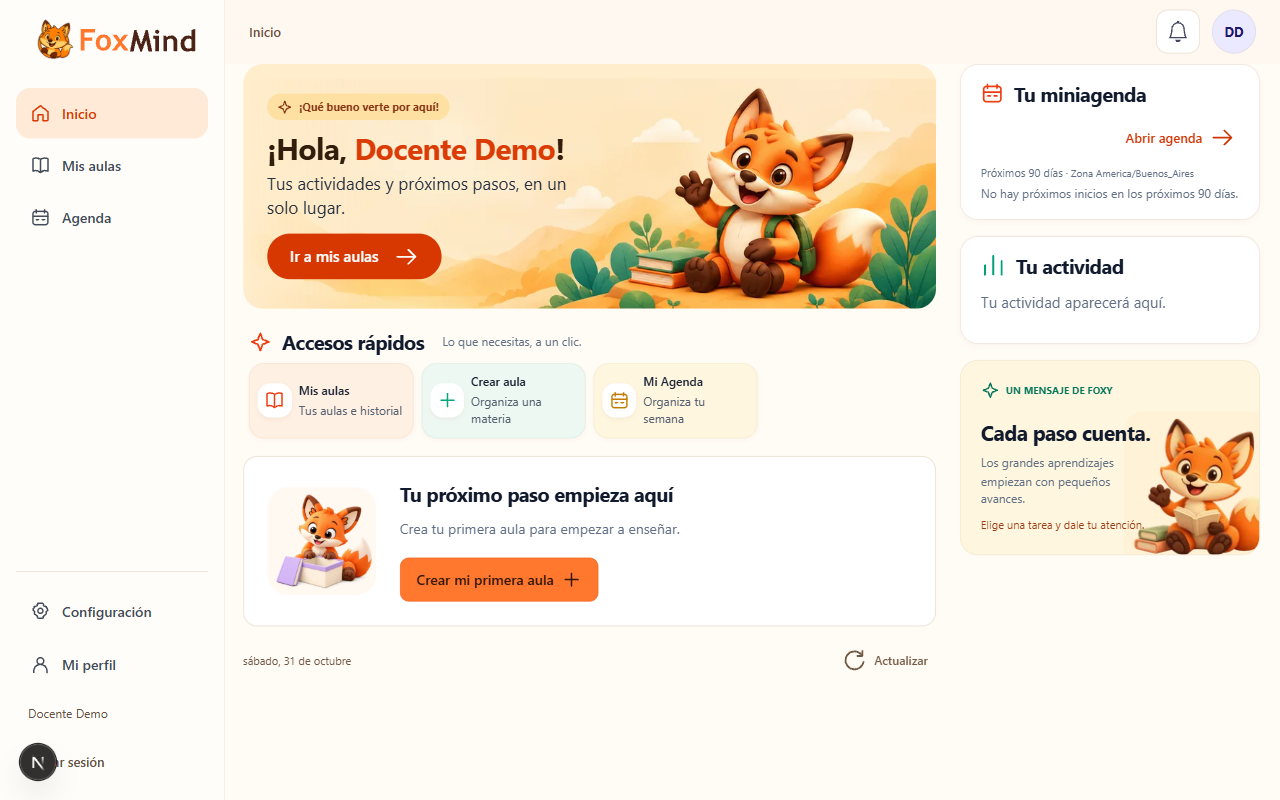 FoxMind
Inicio
Mis aulas
Agenda
Configuración
Mi perfil
Docente Demo
N
sesión
Inicio
DD
¡Qué bueno verte por aquí!
¡Hola, Docente Demo!
Tus actividades y próximos pasos, en un
solo lugar.
Ir a mis aulas
Accesos rápidos
Lo que necesitas, a un clic.
Mis aulas
Tus aulas e historial
Crear aula
Organiza una
materia
Mi Agenda
Organiza tu
semana
Tu próximo paso empieza aquí
Crea tu primera aula para empezar a enseñar.
Crear mi primera aula
sábado, 31 de octubre
Actualizar
Tu miniagenda
Abrir agenda
Próximos 90 días · Zona America/Buenos_Aires
No hay próximos inicios en los próximos 90 días.
Tu actividad
Tu actividad aparecerá aquí.
UN MENSAJE DE FOXY
Cada paso cuenta.
Los grandes aprendizajes
empiezan con pequeños
avances.
Elige una tarea y dale tu atención.